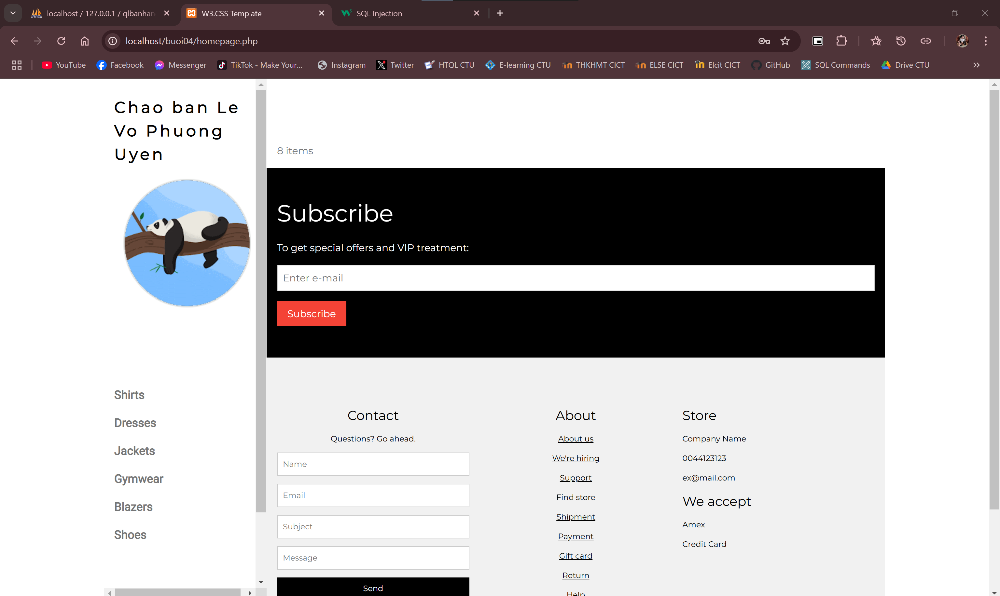 localhost / 127.0.0.1 / qlbanhan
W3.CSS Template
SQL Injection
localhost/buoi04/homepage.php
YouTube
Facebook
Messenger
TikTok - Make Your...
Instagram
Twitter
HTQL CTU
E-learning CTU
THKHMT CICT
ELSE CICT
Elcit CICT
GitHub
SQL Commands
Drive CTU
Chao ban Le
Vo Phuong
Uyen
Shirts
Dresses
Jackets
Gymwear
Blazers
Shoes
8 items
Subscribe
To get special offers and VIP treatment:
Enter e-mail
Subscribe
Contact
Questions? Go ahead.
Name
Email
Subject
Message
Send
About
About us
We're hiring
Support
Find store
Shipment
Payment
Gift card
Return
Help
Store
Company Name
0044123123
ex@mail.com
We accept
Amex
Credit Card